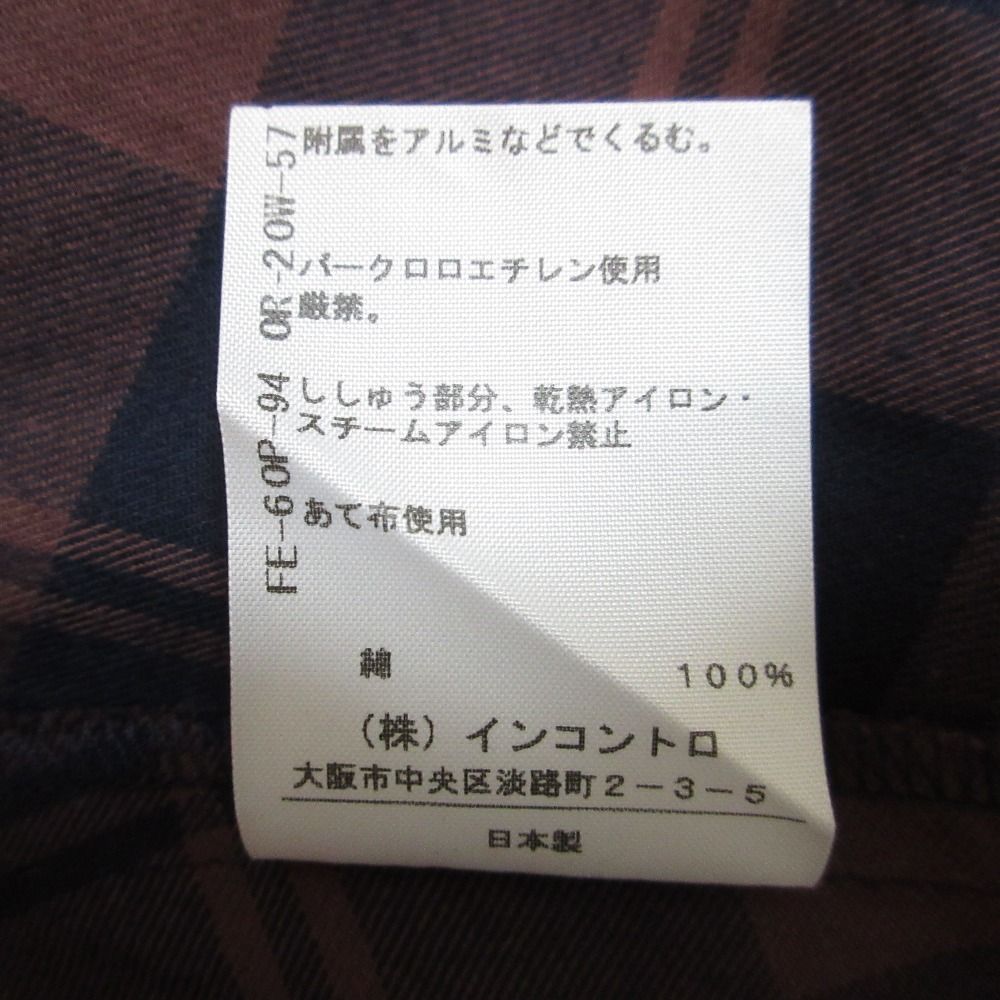 附属をアルミなどでくるむ。
パークロロエチレン使用
厳禁。
ししゅう部分、乾熱アイロン・
スチームアイロン禁止
あて布使用
FE-60P-94 OR-20W-57
綿 100%
(株)インコントロ
大阪市中央区淡路町2-3-5
日本製